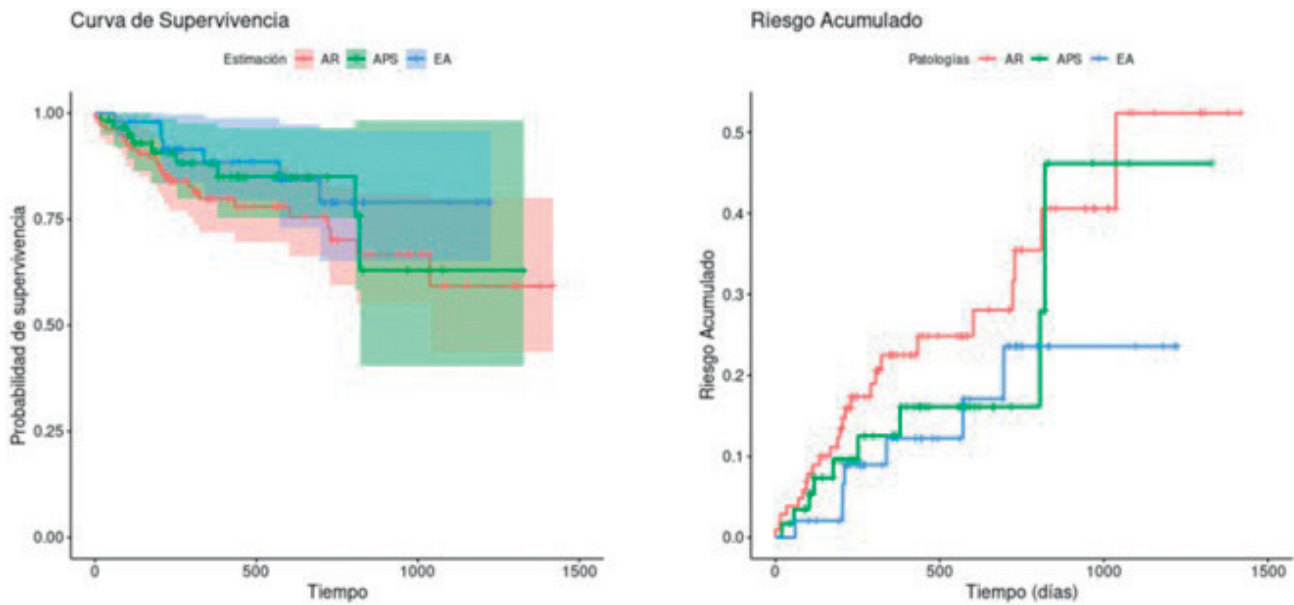 Curva de Supervivencia
Estimación AR APS EA
Probabilidad de supervivencia
1.00
0.75
0.50
0.25
0.00
0 500 1000 1500
Tiempo
Riesgo Acumulado
Patologías AR APS EA
Riesgo Acumulado
0.5
0.4
0.3
0.2
0.1
0.0
0 500 1000 1500
Tiempo (días)